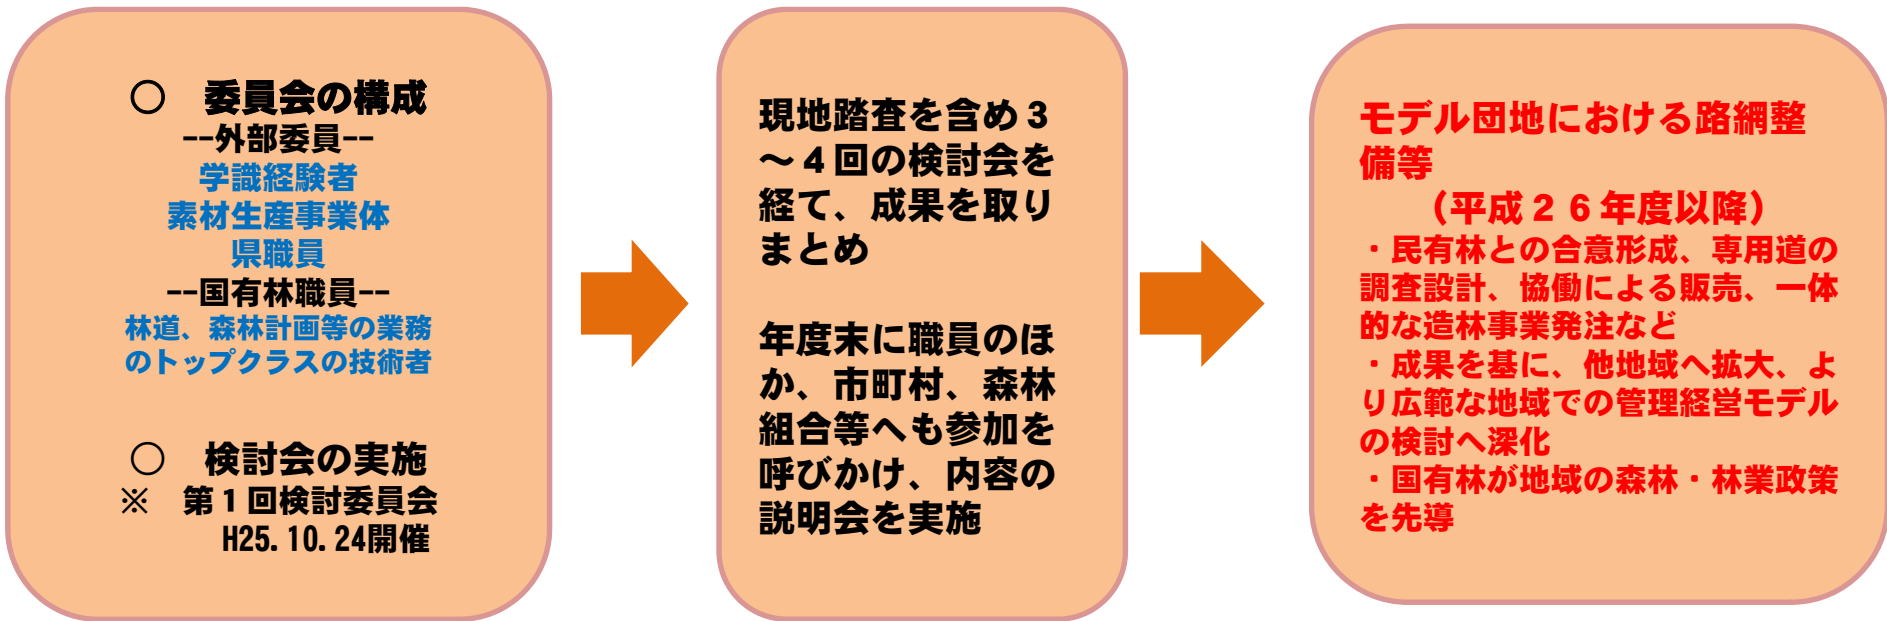 ○　委員会の構成
--外部委員--
学識経験者
素材生産事業体
県職員
--国有林職員--
林道、森林計画等の業務
のトップクラスの技術者
○　検討会の実施
※　第１回検討委員会
H25.10.24開催
現地踏査を含め３
～４回の検討会を
経て、成果を取り
まとめ
年度末に職員のほ
か、市町村、森林
組合等へも参加を
呼びかけ、内容の
説明会を実施
モデル団地における路網整
備等
（平成２６年度以降）
・民有林との合意形成、専用道の
調査設計、協働による販売、一体
的な造林事業発注など
・成果を基に、他地域へ拡大、よ
り広範な地域での管理経営モデル
の検討へ深化
・国有林が地域の森林・林業政策
を先導